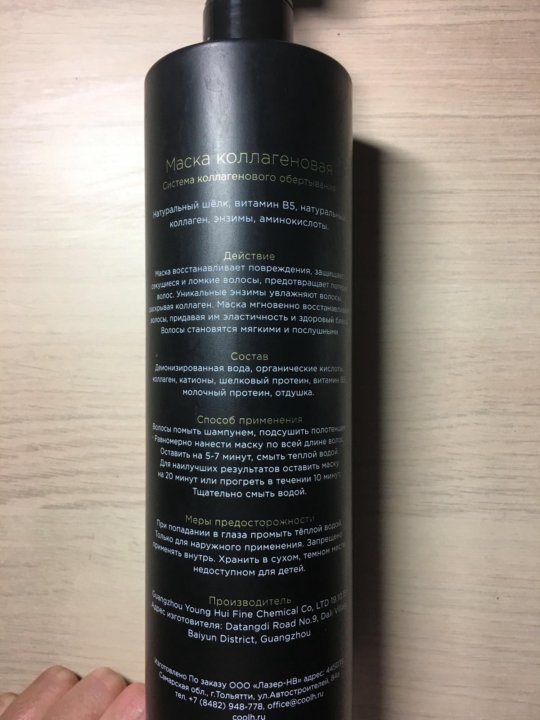 Маска коллагеновая
Система коллагенового обертывания
Натуральный шёлк, витамин B5, натуральный
коллаген, энзимы, аминокислоты.
Действие
Маска восстанавливает повреждения, защищает
секущиеся и ломкие волосы, предотвращает
волос. Уникальные энзимы увлажняют волосы,
раскрывая коллаген. Маска мгновенно
волосы, придавая им эластичность и здоровый
Волосы становятся мягкими и послушными
Состав
Деионизированная вода, органические кислоты,
коллаген, катионы, шелковый протеин, витамин
молочный протеин, отдушка.
Способ применения
Волосы помыть шампунем, подсушить полотенцем
Равномерно нанести маску по всей длине волос
Оставить на 5-7 минут, смыть теплой водой.
Для наилучших результатов оставить маску
на 20 минут или прогреть в течении 10 минут
Тщательно смыть водой.
Меры предосторожности
При попадании в глаза промыть тёплой водой.
Только для наружного применения. Запрещено
применять внутрь. Хранить в сухом, темном месте
недоступном для детей.
Производитель
Guangzhou Young Hui Fine Chemical Co, LTD
Адрес изготовителя: Datangdi Road No.9,
Baiyun District, Guangzhou
Изготовлено По заказу ООО «Лазер-НВ» адрес
Самарская обл., г.Тольятти, ул.Автостроителей,
тел. +7 (8482) 948-778, office@coolh.ru
coolh.ru